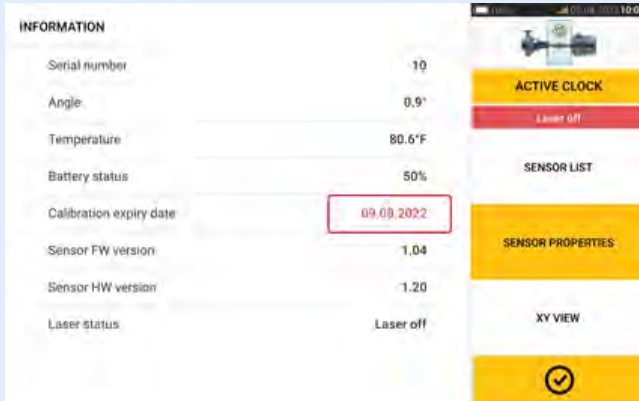 INFORMATION
Serial number 10
Angle 0.9°
Temperature 80.6°F
Battery status 50%
Calibration expiry date 09.08.2022
Sensor FW version 1.04
Sensor HW version 1.20
Laser status Laser off
10:0
ACTIVE CLOCK
Laser off
SENSOR LIST
SENSOR PROPERTIES
XY VIEW